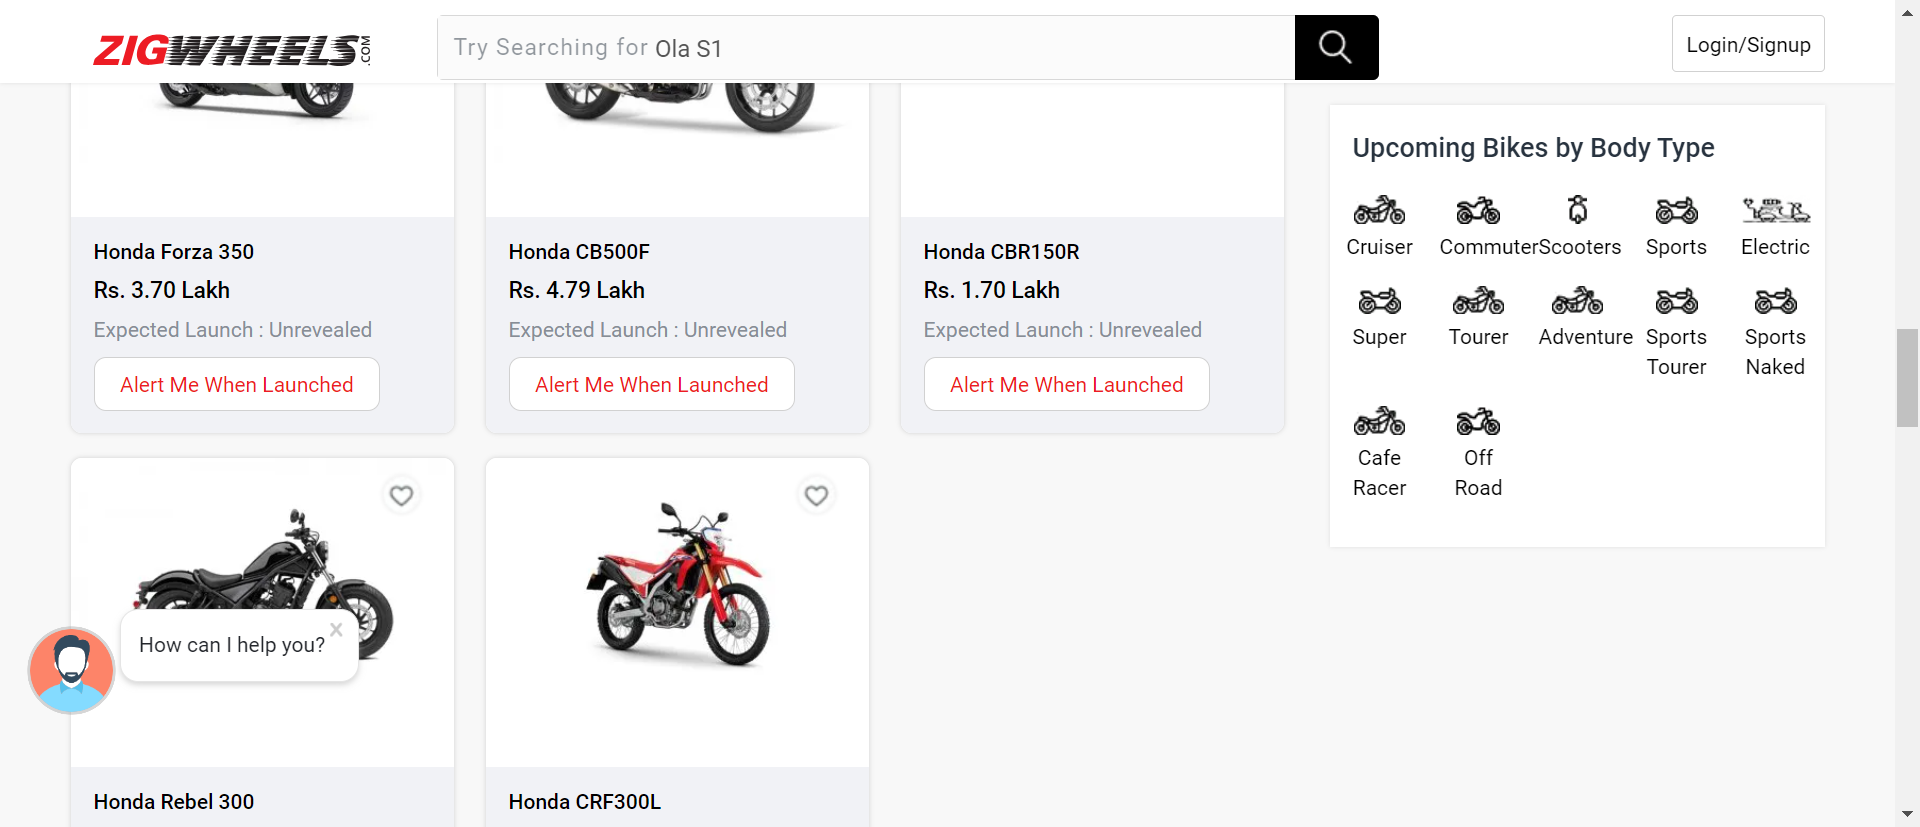 ZIGWHEELS.COM
Try Searching for Ola S1
Login/Signup
Honda Forza 350
Rs. 3.70 Lakh
Expected Launch : Unrevealed
Alert Me When Launched
Honda CB500F
Rs. 4.79 Lakh
Expected Launch : Unrevealed
Alert Me When Launched
Honda CBR150R
Rs. 1.70 Lakh
Expected Launch : Unrevealed
Alert Me When Launched
Honda Rebel 300
Honda CRF300L
How can I help you?
Upcoming Bikes by Body Type
Cruiser
Commuter
Scooters
Sports
Electric
Super
Tourer
Adventure
Sports
Tourer
Sports
Naked
Cafe
Racer
Off
Road